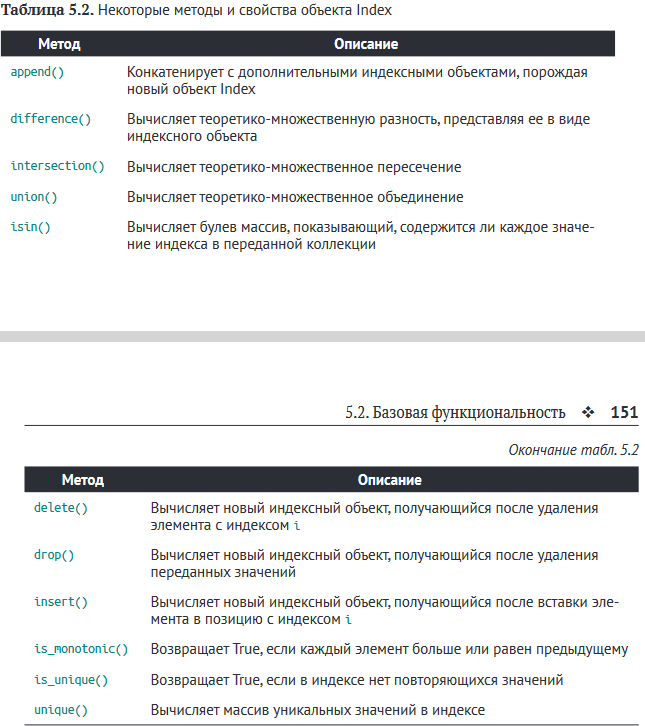 Таблица 5.2. Некоторые методы и свойства объекта Index
Метод Описание
append() Конкатенирует с дополнительными индексными объектами, порождая
новый объект Index
difference() Вычисляет теоретико-множественную разность, представляя ее в виде
индексного объекта
intersection() Вычисляет теоретико-множественное пересечение
union() Вычисляет теоретико-множественное объединение
isin() Вычисляет булев массив, показывающий, содержится ли каждое значе-
ние индекса в переданной коллекции
5.2. Базовая функциональность ❖ 151
Окончание табл. 5.2
Метод Описание
delete() Вычисляет новый индексный объект, получающийся после удаления
элемента с индексом i
drop() Вычисляет новый индексный объект, получающийся после удаления
переданных значений
insert() Вычисляет новый индексный объект, получающийся после вставки эле-
мента в позицию с индексом i
is_monotonic() Возвращает True, если каждый элемент больше или равен предыдущему
is_unique() Возвращает True, если в индексе нет повторяющихся значений
unique() Вычисляет массив уникальных значений в индексе